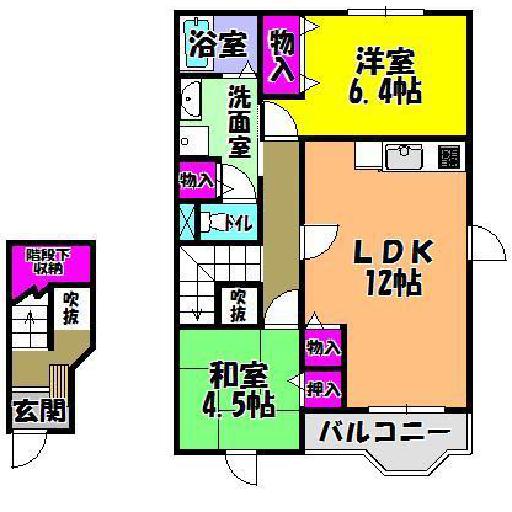 浴室
物入
洋室
6.4帖
洗面室
物入
トイレ
LDK
12帖
階段下
収納
吹抜
吹抜
物入
和室
4.5帖
押入
玄関
バルコニー